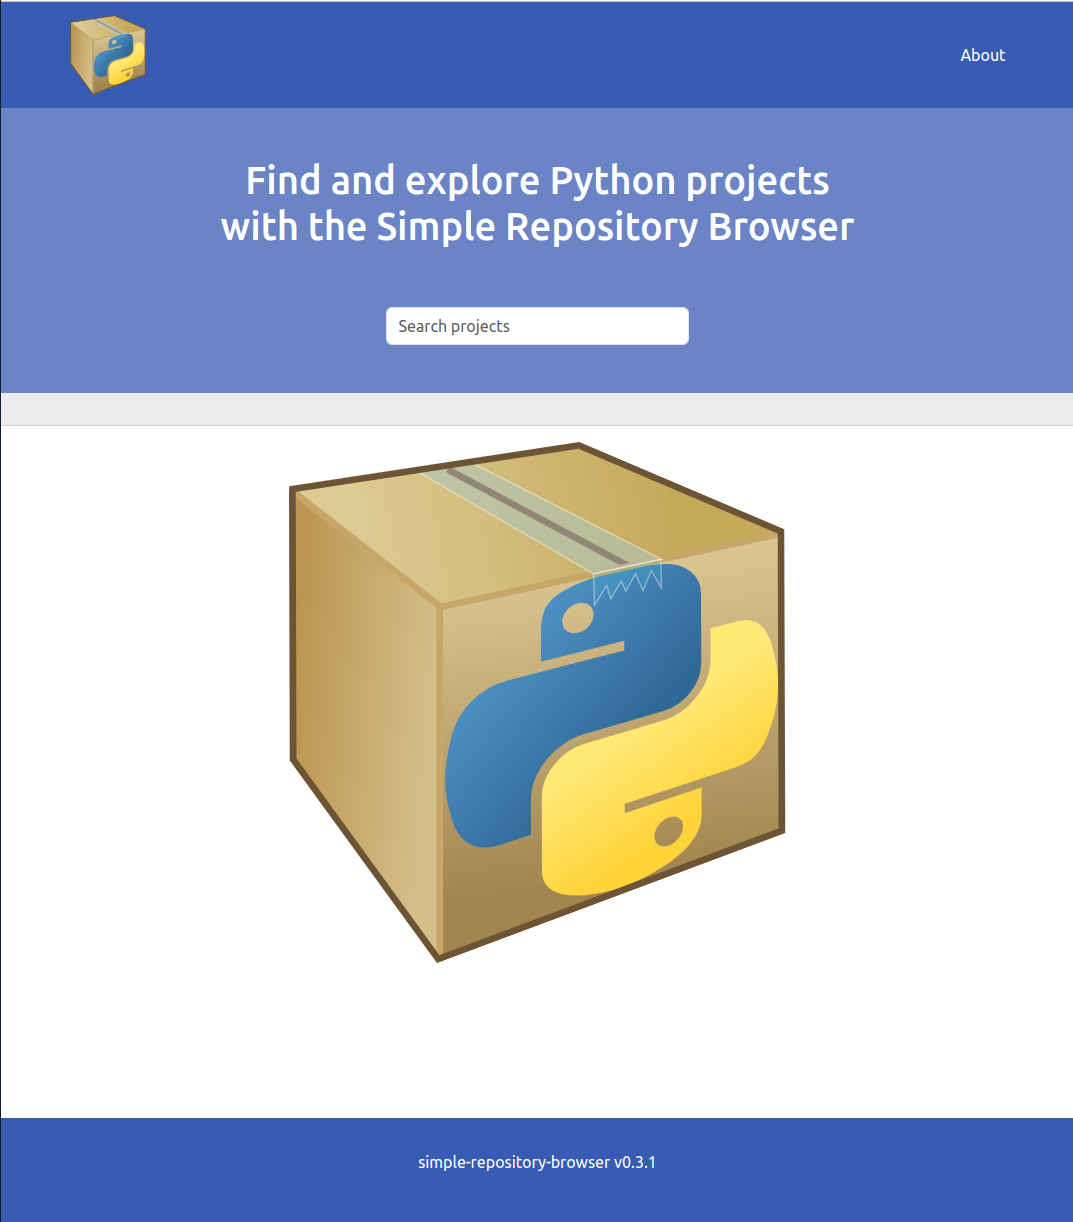 About
Find and explore Python projects
with the Simple Repository Browser
Search projects
simple-repository-browser v0.3.1